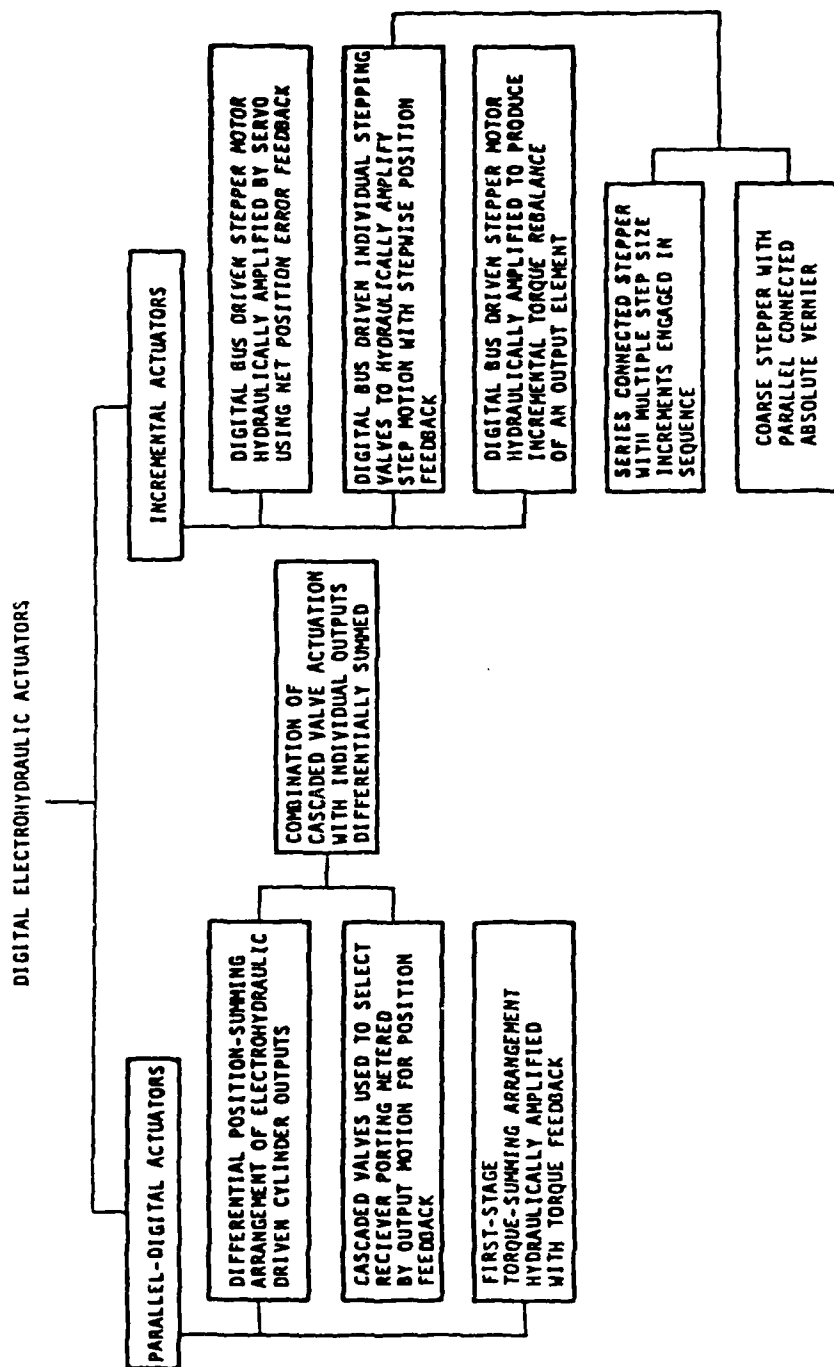 DIGITAL ELECTROHYDRAULIC ACTUATORS
PARALLEL-DIGITAL ACTUATORS
DIFFERENTIAL POSITION-SUMMING
ARRANGEMENT OF ELECTROHYDRAULIC
DRIVEN CYLINDER OUTPUTS
CASCADED VALVES USED TO SELECT
RECIEVER PORTING METERED
BY OUTPUT MOTION FOR POSITION
FEEDBACK
FIRST-STAGE
TORQUE-SUMMING ARRANGEMENT
HYDRAULICALLY AMPLIFIED
WITH TORQUE FEEDBACK
COMBINATION OF
CASCADED VALVE ACTUATION
WITH INDIVIDUAL OUTPUTS
DIFFERENTIALLY SUMMED
INCREMENTAL ACTUATORS
DIGITAL BUS DRIVEN STEPPER MOTOR
HYDRAULICALLY AMPLIFIED BY SERVO
USING NET POSITION ERROR FEEDBACK
DIGITAL BUS DRIVEN INDIVIDUAL STEPPING
VALVES TO HYDRAULICALLY AMPLIFY
STEP MOTION WITH STEPWISE POSITION
FEEDBACK
DIGITAL BUS DRIVEN STEPPER MOTOR
HYDRAULICALLY AMPLIFIED TO PRODUCE
INCREMENTAL TORQUE REBALANCE
OF AN OUTPUT ELEMENT
SERIES CONNECTED STEPPER
WITH MULTIPLE STEP SIZE
INCREMENTS ENGAGED IN
SEQUENCE
COARSE STEPPER WITH
PARALLEL CONNECTED
ABSOLUTE VERNIER